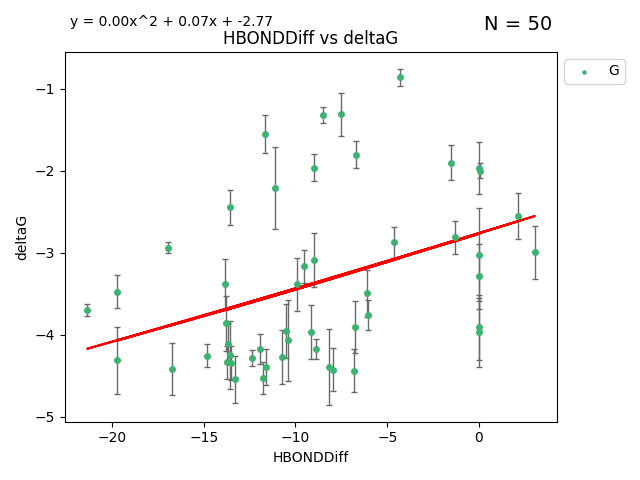 y = 0.00x^2 + 0.07x + -2.77
N = 50
HBONDDiff vs deltaG
G
deltaG
−1
−2
−3
−4
−5
−20
−15
−10
−5
0
HBONDDiff